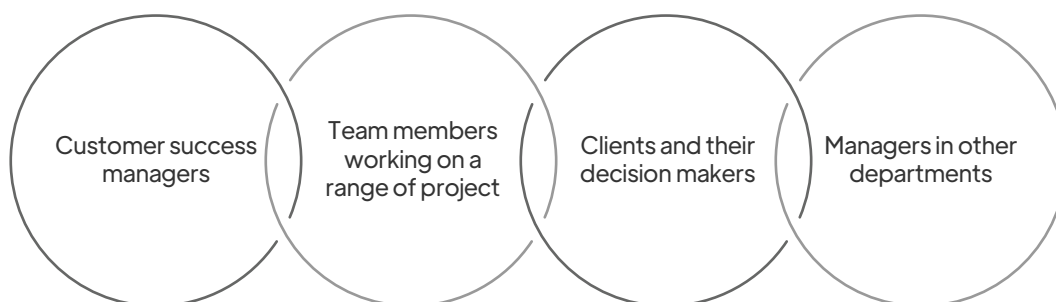 Customer success
managers
Team members
working on a
range of project
Clients and their
decision makers
Managers in other
departments